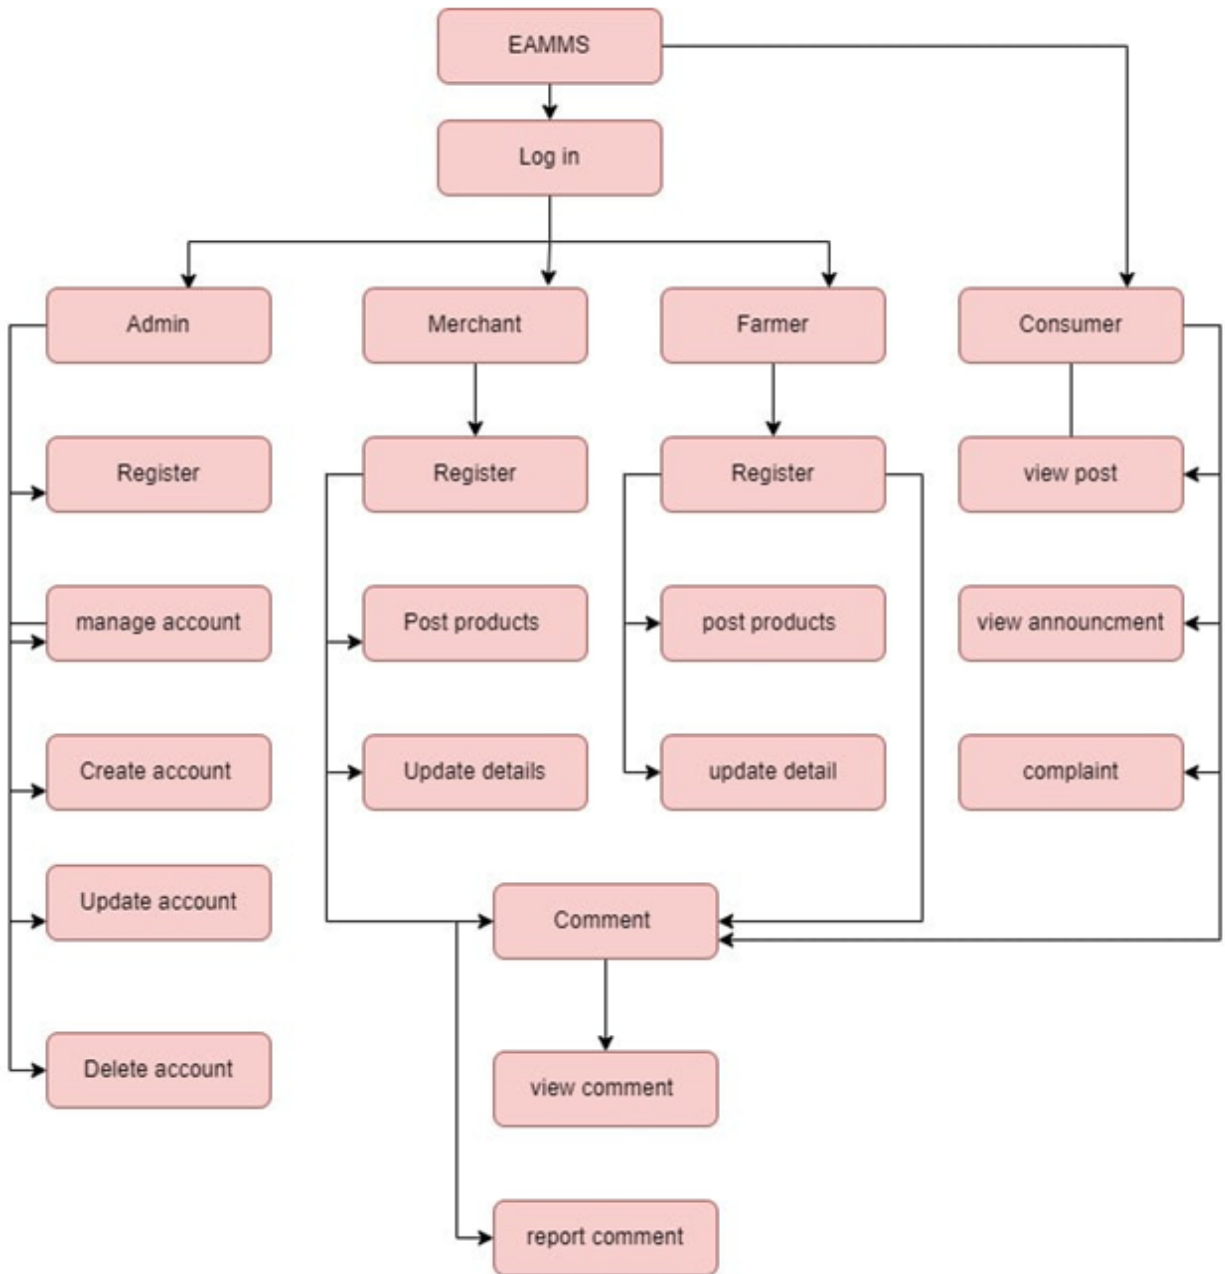 EAMMS
Log in
Admin
Merchant
Farmer
Consumer
Register
Register
Register
view post
manage account
Post products
post products
view announcment
Create account
Update details
update detail
complaint
Update account
Comment
Delete account
view comment
report comment